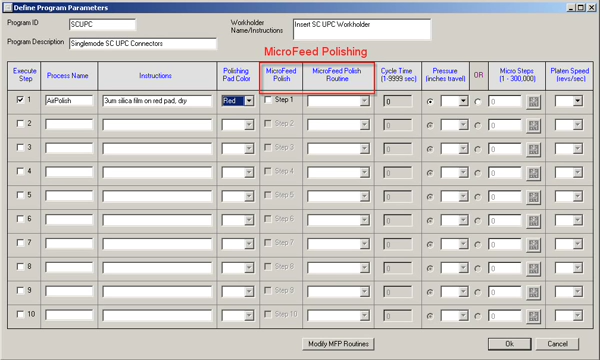 Define Program Parameters
Program ID SCUPC Workholder Name/Instructions Insert SC UPC Workholder
Program Description Singlemode SC UPC Connectors
MicroFeed Polishing
Execute Step Process Name Instructions Polishing Pad Color MicroFeed Polish MicroFeed Polish Routine Cycle Time (1-9999 sec) Pressure (inches travel) OR Micro Steps (1 - 300,000) Platen Speed (revs/sec)
1 AirPolish 3um silica film on red pad, dry Red Step 1 0 0
2 Step 2 0 0
3 Step 3 0 0
4 Step 4 0 0
5 Step 5 0 0
6 Step 6 0 0
7 Step 7 0 0
8 Step 8 0 0
9 Step 9 0 0
10 Step 10 0 0
Modify MFP Routines Ok Cancel